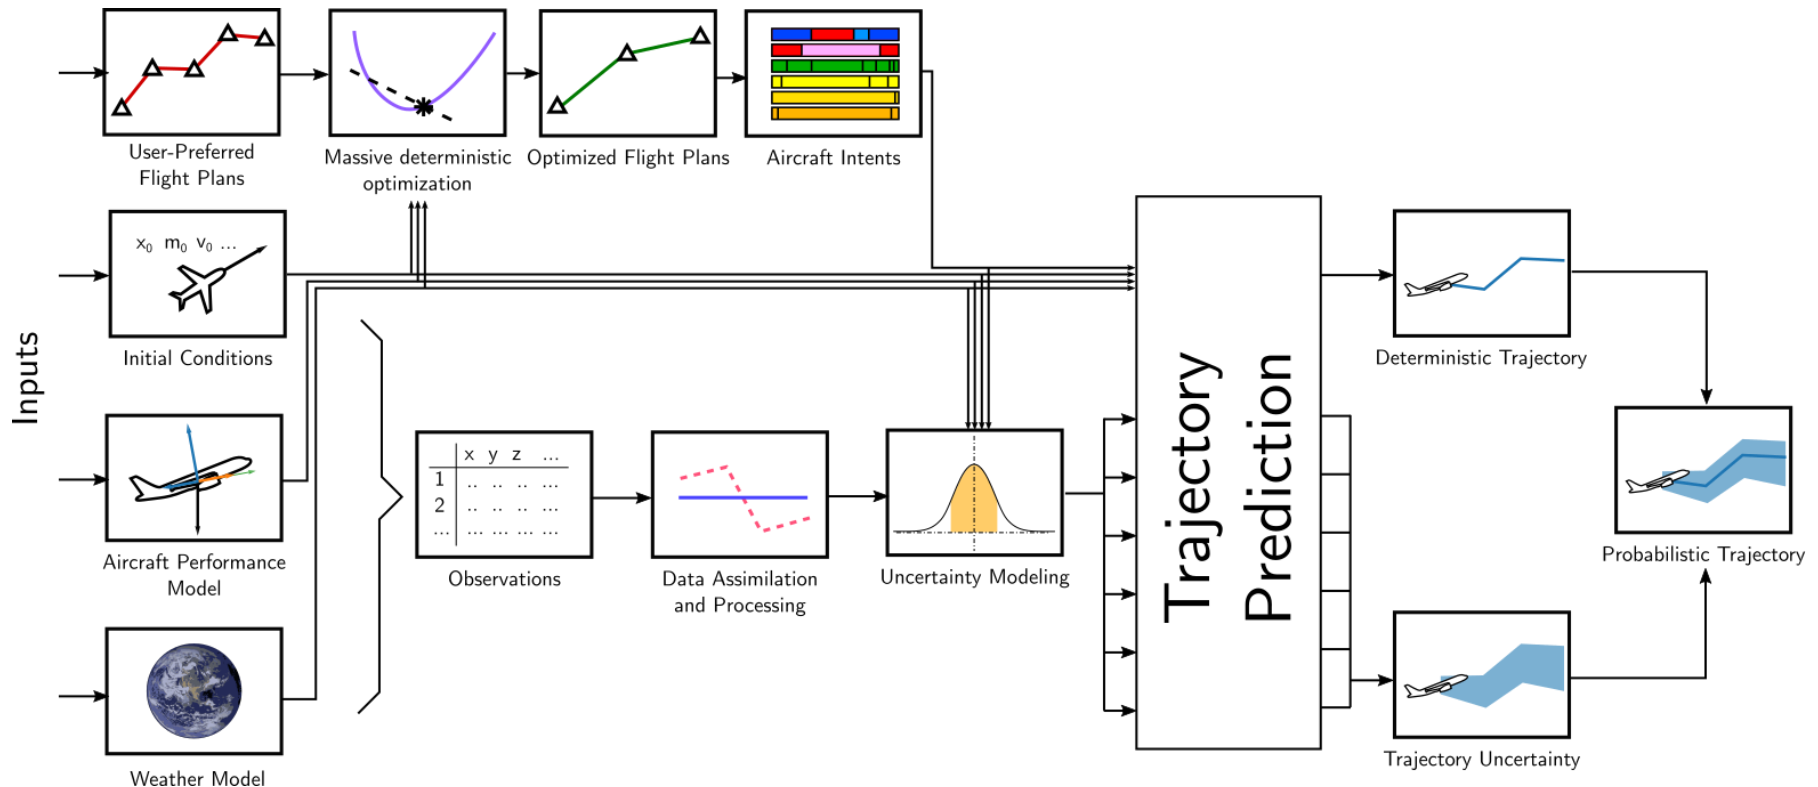 User-Preferred
Flight Plans
Massive deterministic
optimization
Optimized Flight Plans
Aircraft Intents
Inputs
x₀ m₀ v₀ ...
Initial Conditions
Aircraft Performance
Model
Weather Model
x y z ...
1 .. .. .. ...
2 .. .. .. ...
... ... ... ... ...
Observations
Data Assimilation
and Processing
Uncertainty Modeling
Trajectory
Prediction
Deterministic Trajectory
Probabilistic Trajectory
Trajectory Uncertainty